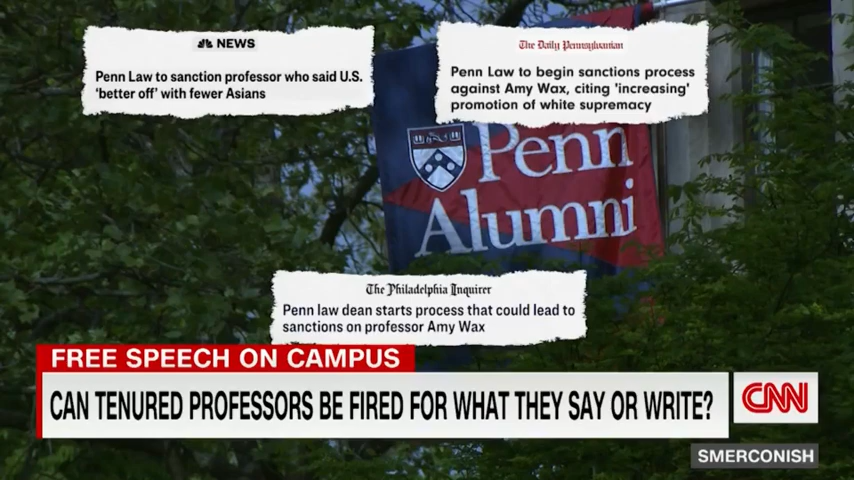 NEWS
Penn Law to sanction professor who said U.S.
'better off' with fewer Asians
The Daily Pennsylvanian
Penn Law to begin sanctions process
against Amy Wax, citing 'increasing'
promotion of white supremacy
Penn
Alumni
The Philadelphia Inquirer
Penn law dean starts process that could lead to
sanctions on professor Amy Wax
FREE SPEECH ON CAMPUS
CAN TENURED PROFESSORS BE FIRED FOR WHAT THEY SAY OR WRITE?
CNN
SMERCONISH